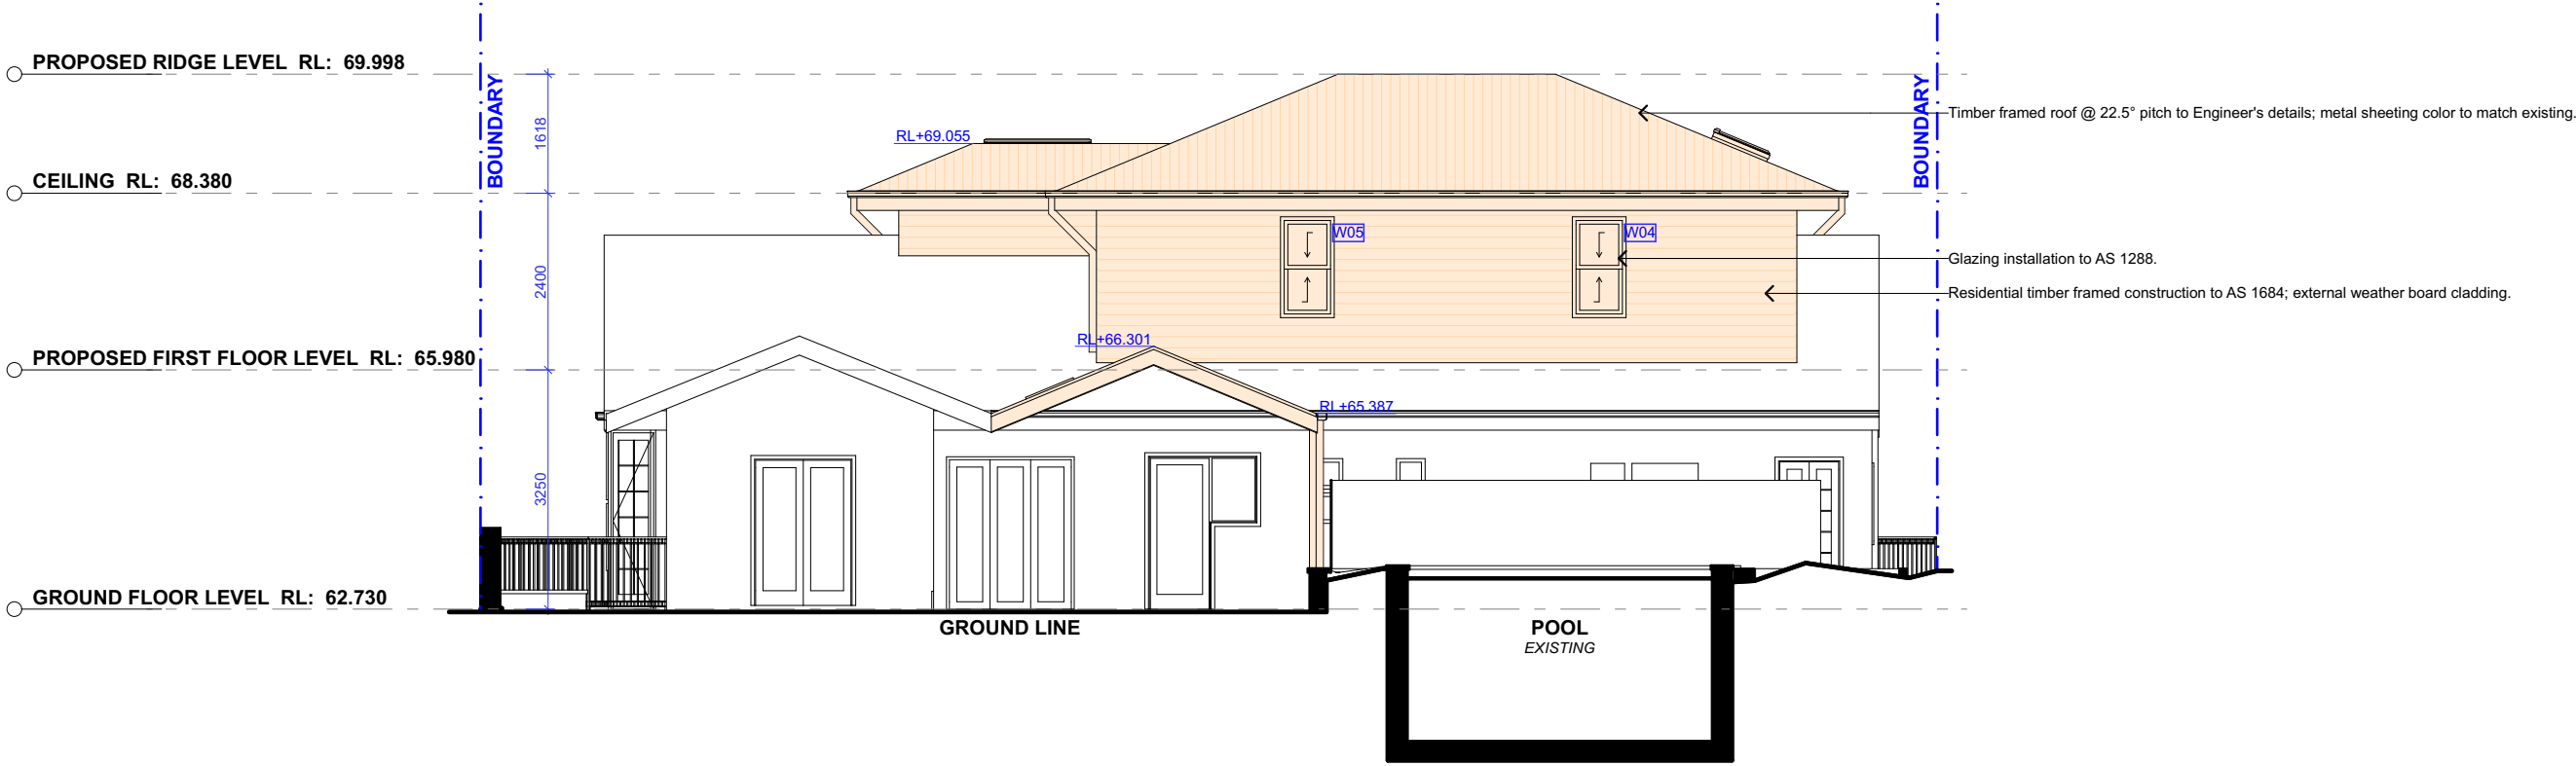 PROPOSED RIDGE LEVEL RL: 69.998
BOUNDARY
BOUNDARY
Timber framed roof @ 22.5° pitch to Engineer's details; metal sheeting color to match existing.
1618
RL+69.055
CEILING RL: 68.380
W05
W04
Glazing installation to AS 1288.
2400
Residential timber framed construction to AS 1684; external weather board cladding.
RL+66.301
PROPOSED FIRST FLOOR LEVEL RL: 65.980
RL+65.387
3250
GROUND FLOOR LEVEL RL: 62.730
GROUND LINE
POOL
EXISTING